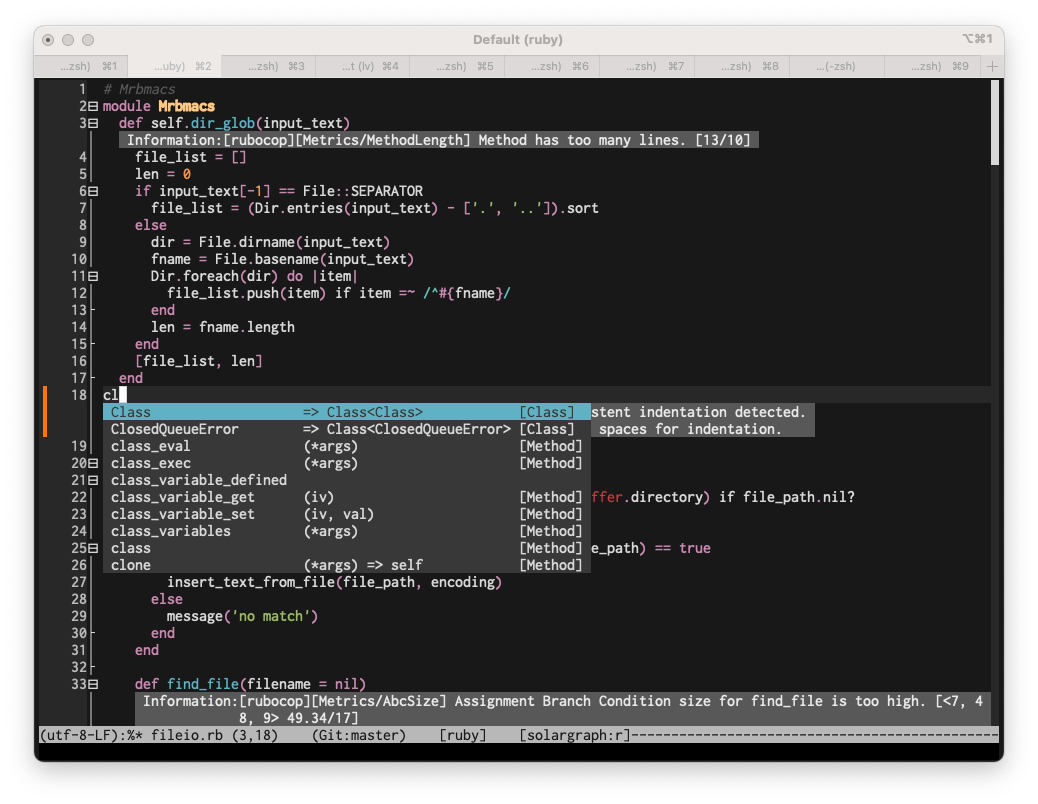 Default (ruby)
⌥⌘1
...zsh) ⌘1
...uby) ⌘2
...zsh) ⌘3
...t (lv) ⌘4
...zsh) ⌘5
...zsh) ⌘6
...zsh) ⌘7
...zsh) ⌘8
...(-zsh)
...zsh) ⌘9
1 # Mrbmacs
2 module Mrbmacs
3 def self.dir_glob(input_text)
Information:[rubocop][Metrics/MethodLength] Method has too many lines. [13/10]
4 file_list = []
5 len = 0
6 if input_text[-1] == File::SEPARATOR
7 file_list = (Dir.entries(input_text) - ['.', '..']).sort
8 else
9 dir = File.dirname(input_text)
10 fname = File.basename(input_text)
11 Dir.foreach(dir) do |item|
12 file_list.push(item) if item =~ /^#{fname}/
13 end
14 len = fname.length
15 end
16 [file_list, len]
17 end
18 cl
Class => Class<Class> [Class] stent indentation detected.
ClosedQueueError => Class<ClosedQueueError> [Class] spaces for indentation.
19 class_eval (*args) [Method]
20 class_exec (*args) [Method]
21 class_variable_defined
22 class_variable_get (iv) [Method] ffer.directory) if file_path.nil?
23 class_variable_set (iv, val) [Method]
24 class_variables (*args) [Method]
25 class [Method] e_path) == true
26 clone (*args) => self [Method]
27 insert_text_from_file(file_path, encoding)
28 else
29 message('no match')
30 end
31 end
32
33 def find_file(filename = nil)
Information:[rubocop][Metrics/AbcSize] Assignment Branch Condition size for find_file is too high. [<7, 4
8, 9> 49.34/17]
(utf-8-LF):%* fileio.rb (3,18) (Git:master) [ruby] [solargraph:r]----------------------------------------------